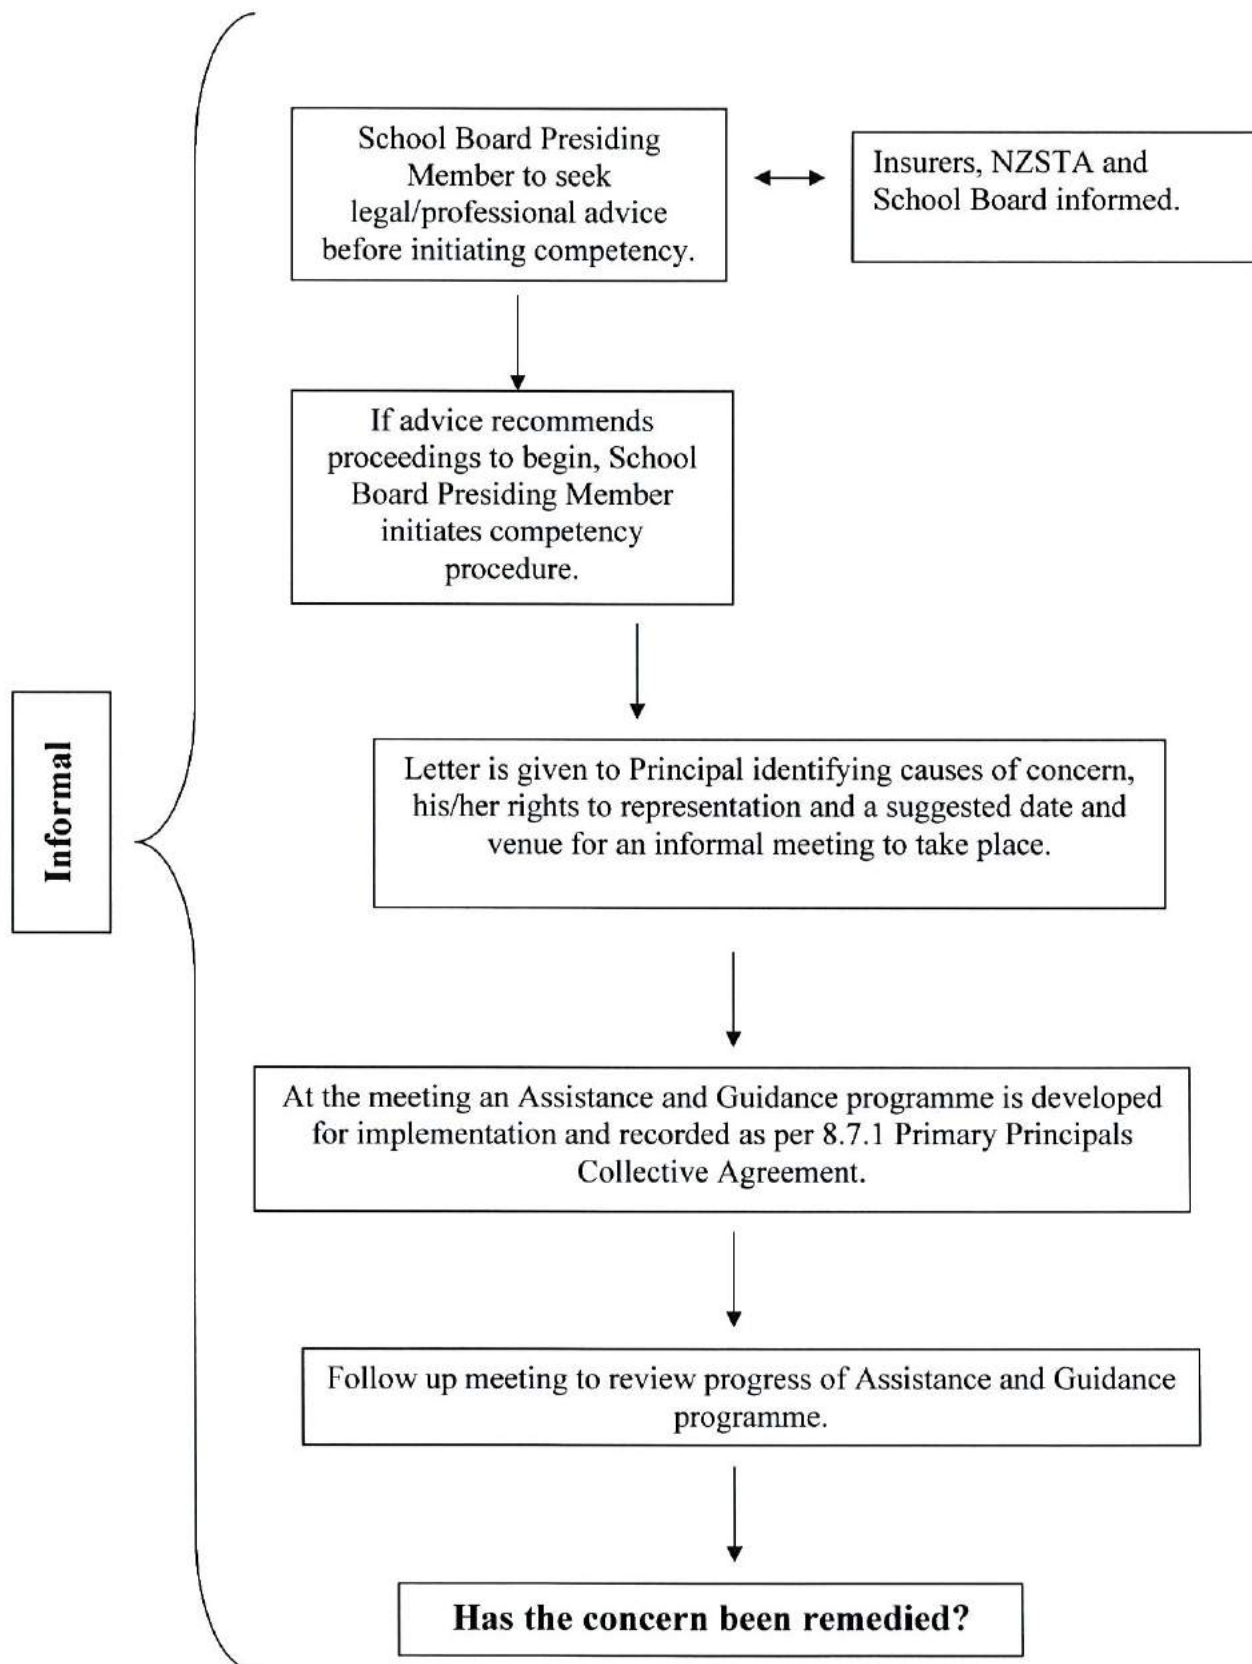 School Board Presiding
Member to seek
legal/professional advice
before initiating competency.
Insurers, NZSTA and
School Board informed.
If advice recommends
proceedings to begin, School
Board Presiding Member
initiates competency
procedure.
Informal
Letter is given to Principal identifying causes of concern,
his/her rights to representation and a suggested date and
venue for an informal meeting to take place.
At the meeting an Assistance and Guidance programme is developed
for implementation and recorded as per 8.7.1 Primary Principals
Collective Agreement.
Follow up meeting to review progress of Assistance and Guidance
programme.
Has the concern been remedied?